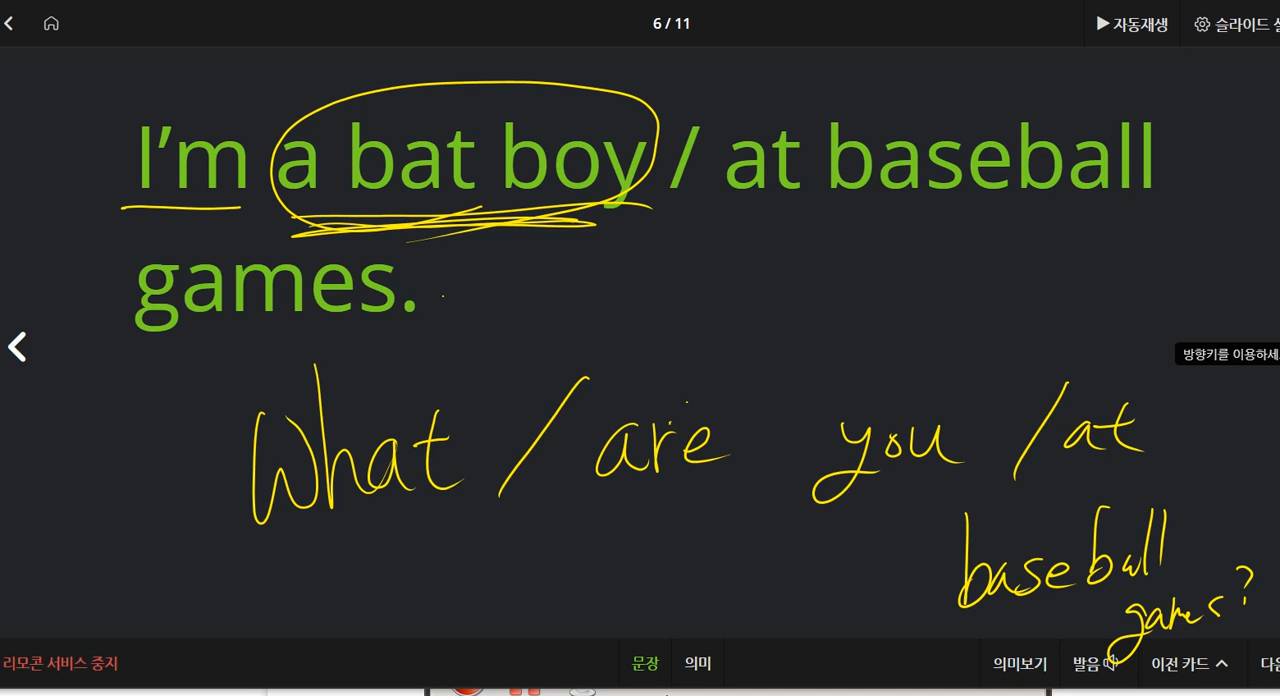 6 / 11
자동재생
슬라이드
I'm a bat boy / at baseball
games.
방향키를 이용하세
What / are you / at
baseball
games?
리모콘 서비스 중지
문장
의미
의미보기
발음
이전 카드
다음